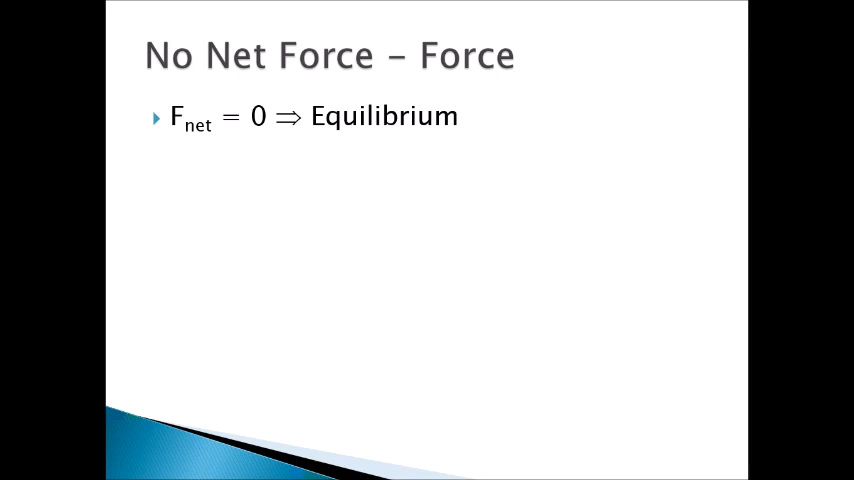 No Net Force – Force
F_net = 0 ⇒ Equilibrium